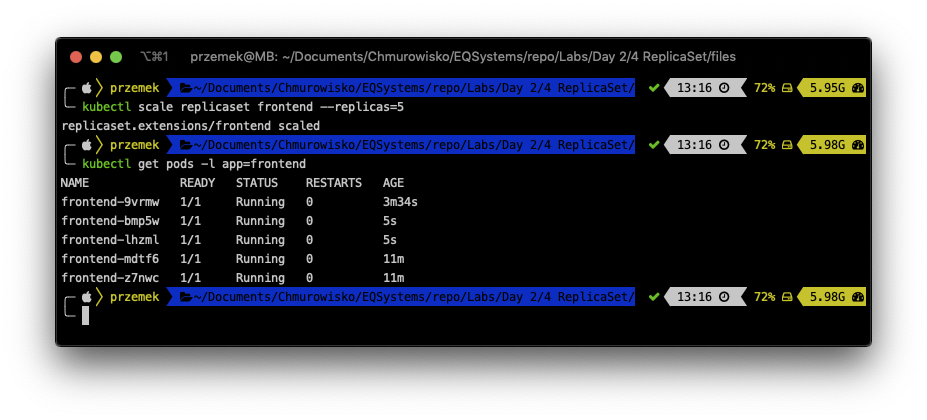 ⌥⌘1 przemek@MB: ~/Documents/Chmurowisko/EQSystems/repo/Labs/Day 2/4 ReplicaSet/files
przemek ~/Documents/Chmurowisko/EQSystems/repo/Labs/Day 2/4 ReplicaSet/ ✔ 13:16 72% 5.95G
kubectl scale replicaset frontend --replicas=5
replicaset.extensions/frontend scaled
przemek ~/Documents/Chmurowisko/EQSystems/repo/Labs/Day 2/4 ReplicaSet/ ✔ 13:16 72% 5.98G
kubectl get pods -l app=frontend
NAME READY STATUS RESTARTS AGE
frontend-9vrmw 1/1 Running 0 3m34s
frontend-bmp5w 1/1 Running 0 5s
frontend-lhzml 1/1 Running 0 5s
frontend-mdtf6 1/1 Running 0 11m
frontend-z7nwc 1/1 Running 0 11m
przemek ~/Documents/Chmurowisko/EQSystems/repo/Labs/Day 2/4 ReplicaSet/ ✔ 13:16 72% 5.98G